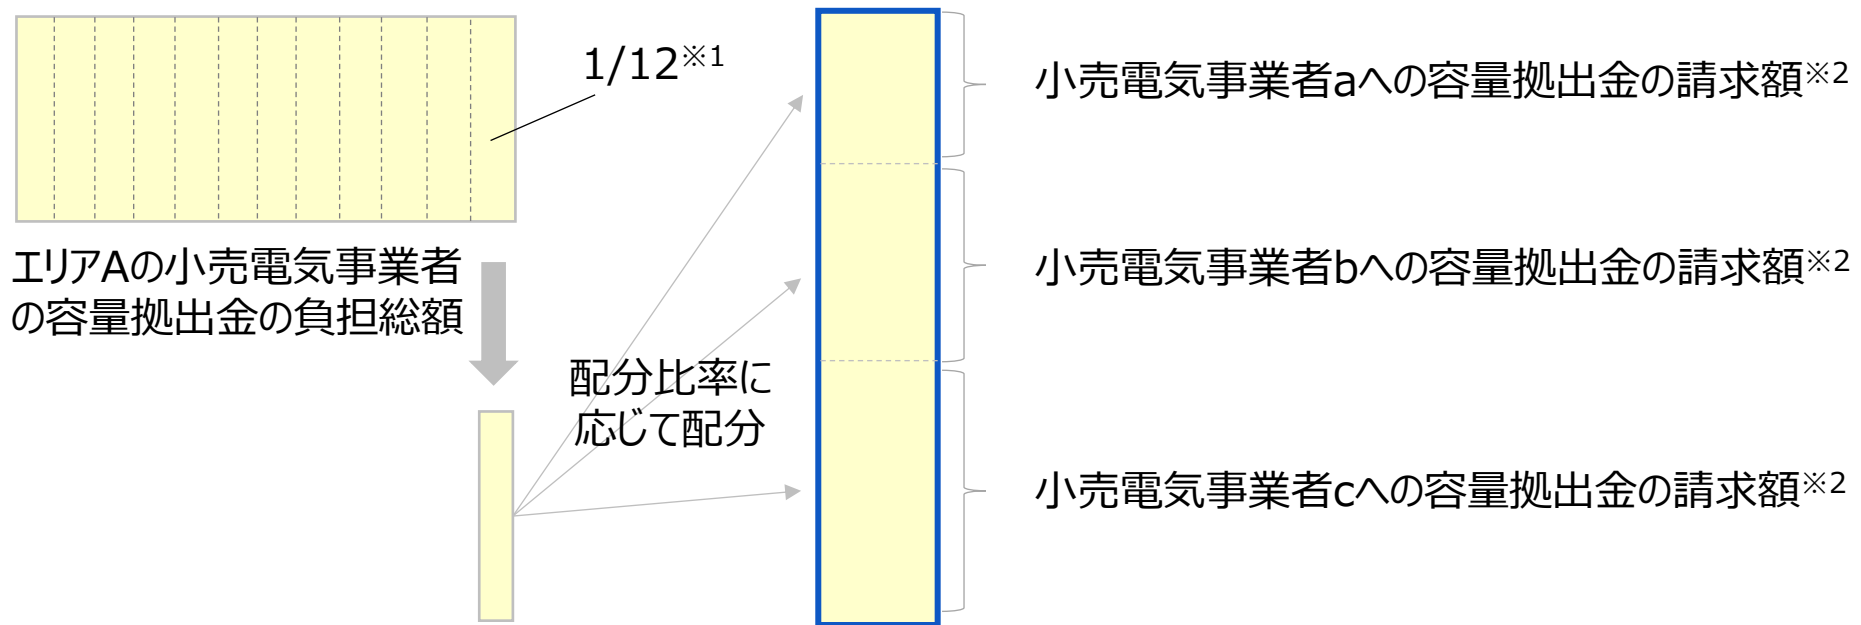 1/12※1
小売電気事業者aへの容量拠出金の請求額※2
エリアAの小売電気事業者
の容量拠出金の負担総額
小売電気事業者bへの容量拠出金の請求額※2
配分比率に
応じて配分
小売電気事業者cへの容量拠出金の請求額※2